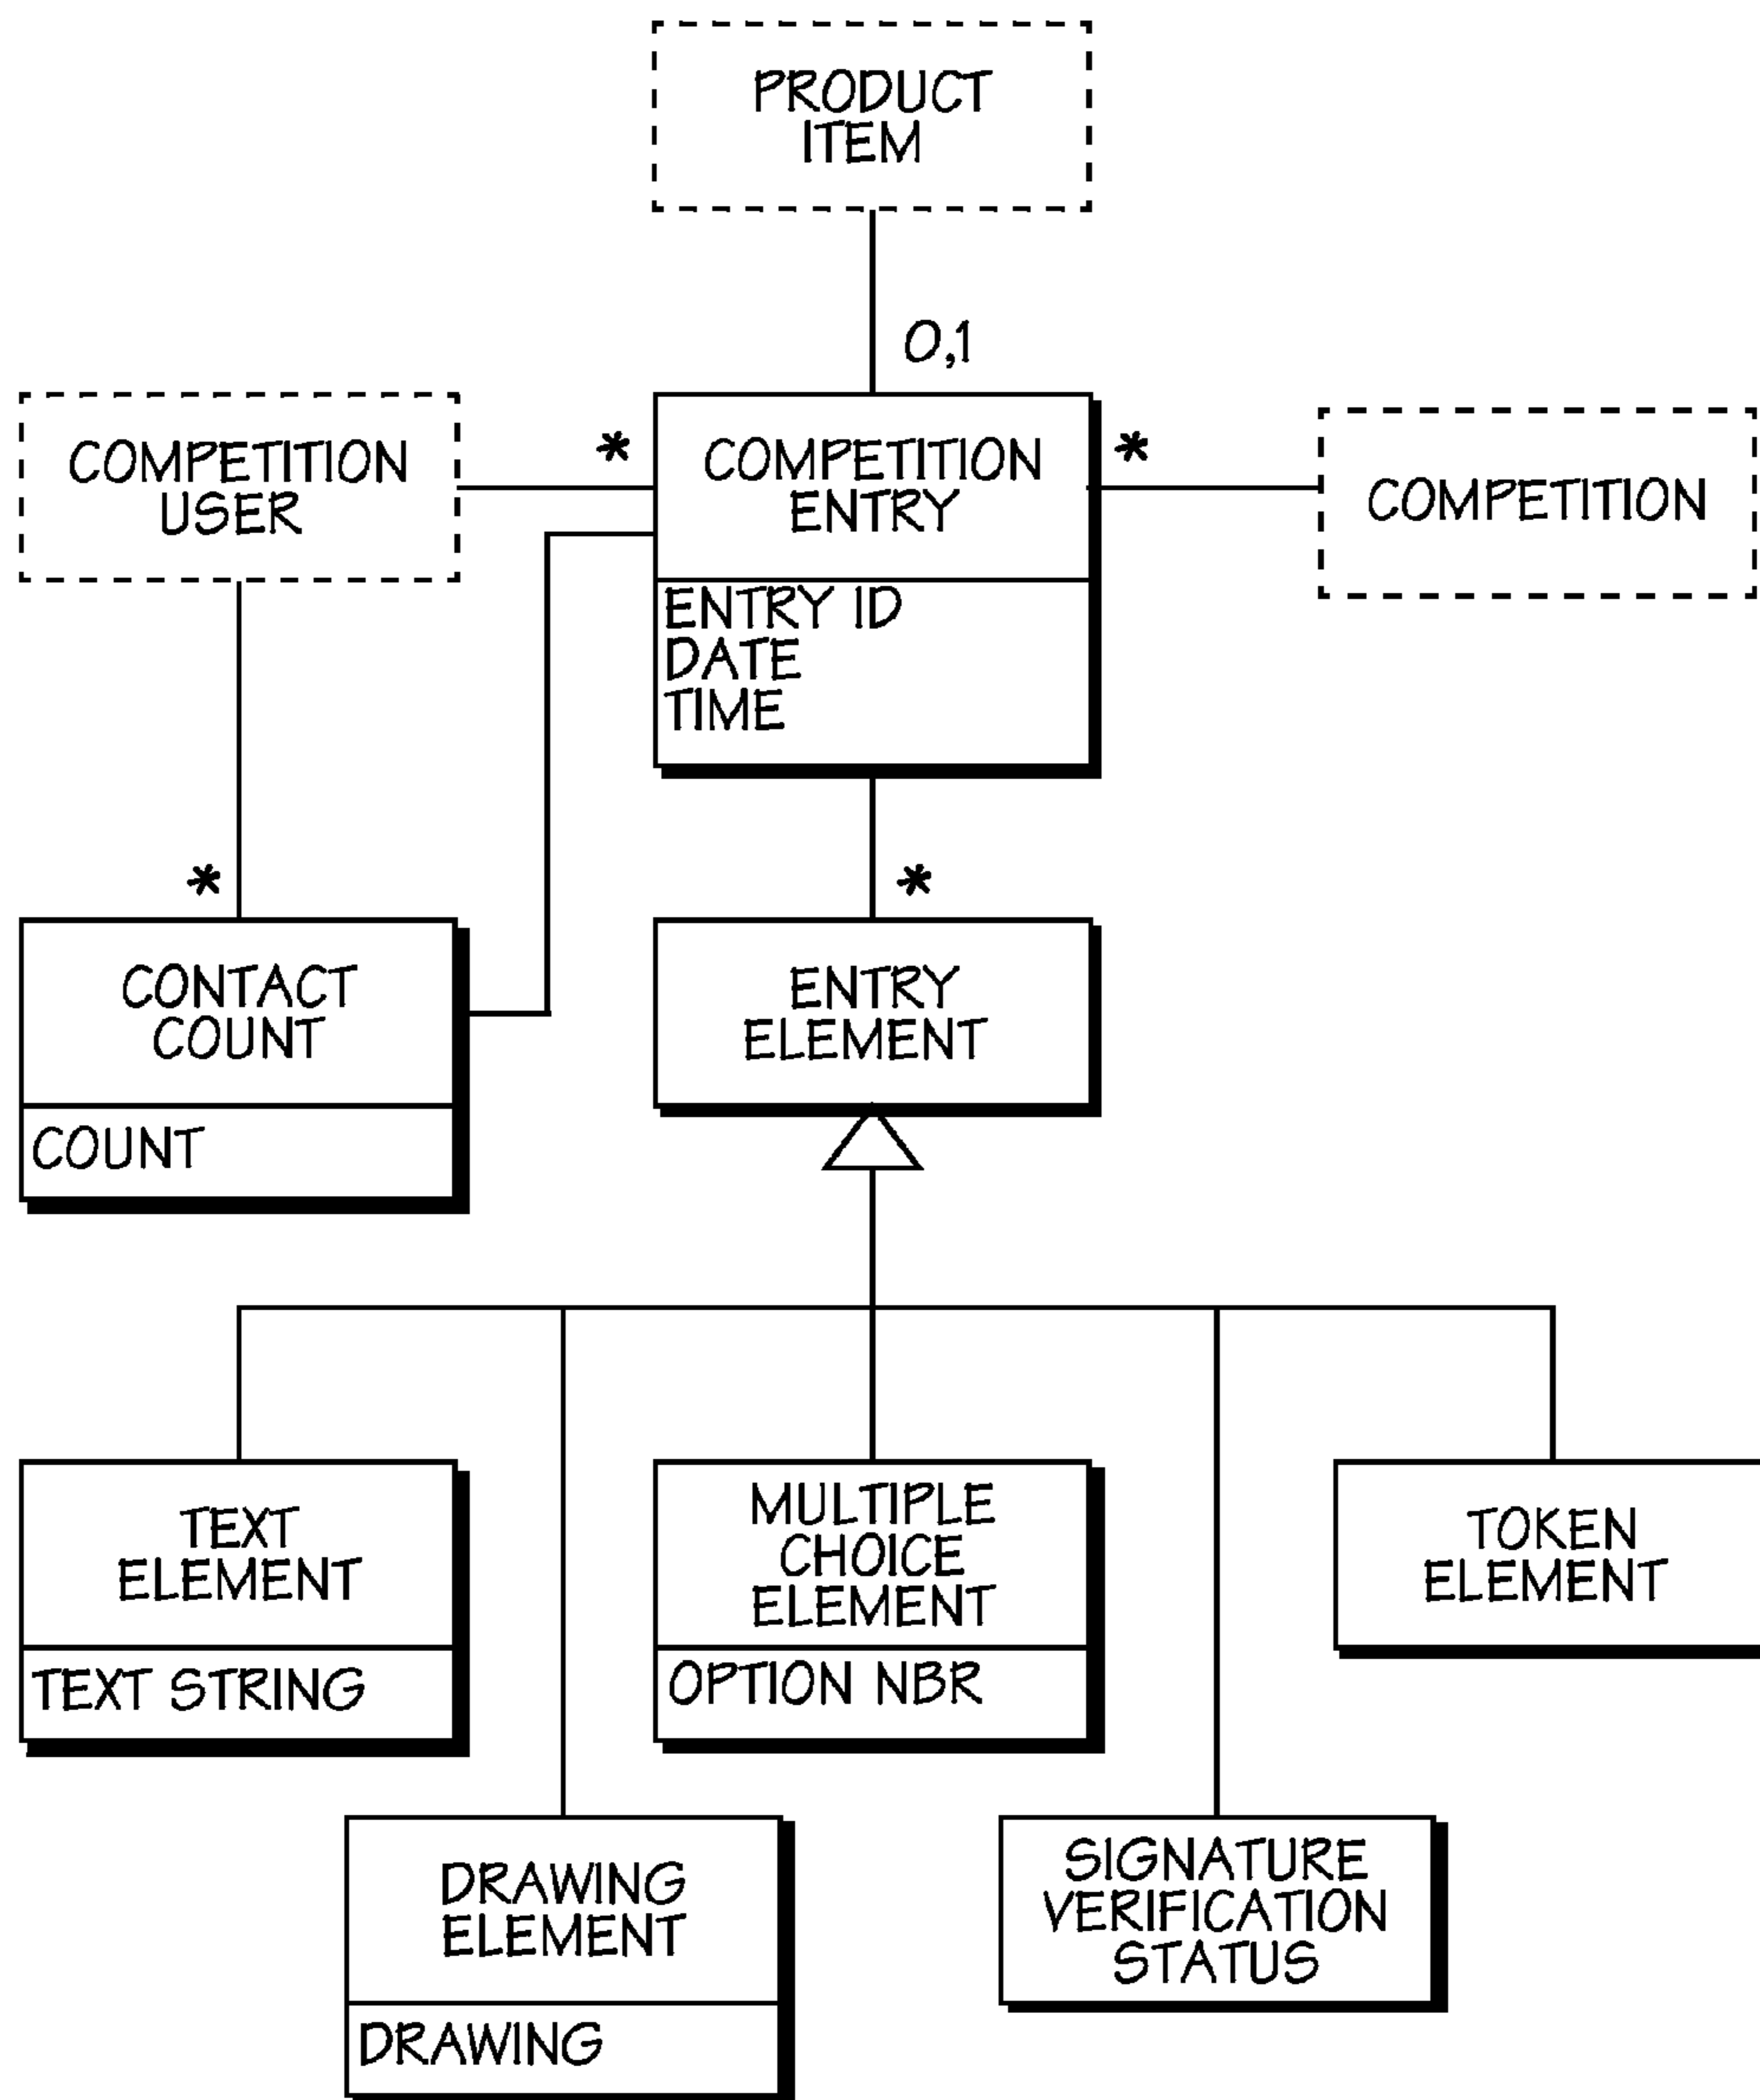 PRODUCT
ITEM
0,1
COMPETITION
USER
*
COMPETITION
ENTRY
*
COMPETITION
ENTRY ID
DATE
TIME
*
*
CONTACT
COUNT
COUNT
ENTRY
ELEMENT
TEXT
ELEMENT
TEXT STRING
MULTIPLE
CHOICE
ELEMENT
OPTION NBR
TOKEN
ELEMENT
DRAWING
ELEMENT
DRAWING
SIGNATURE
VERIFICATION
STATUS